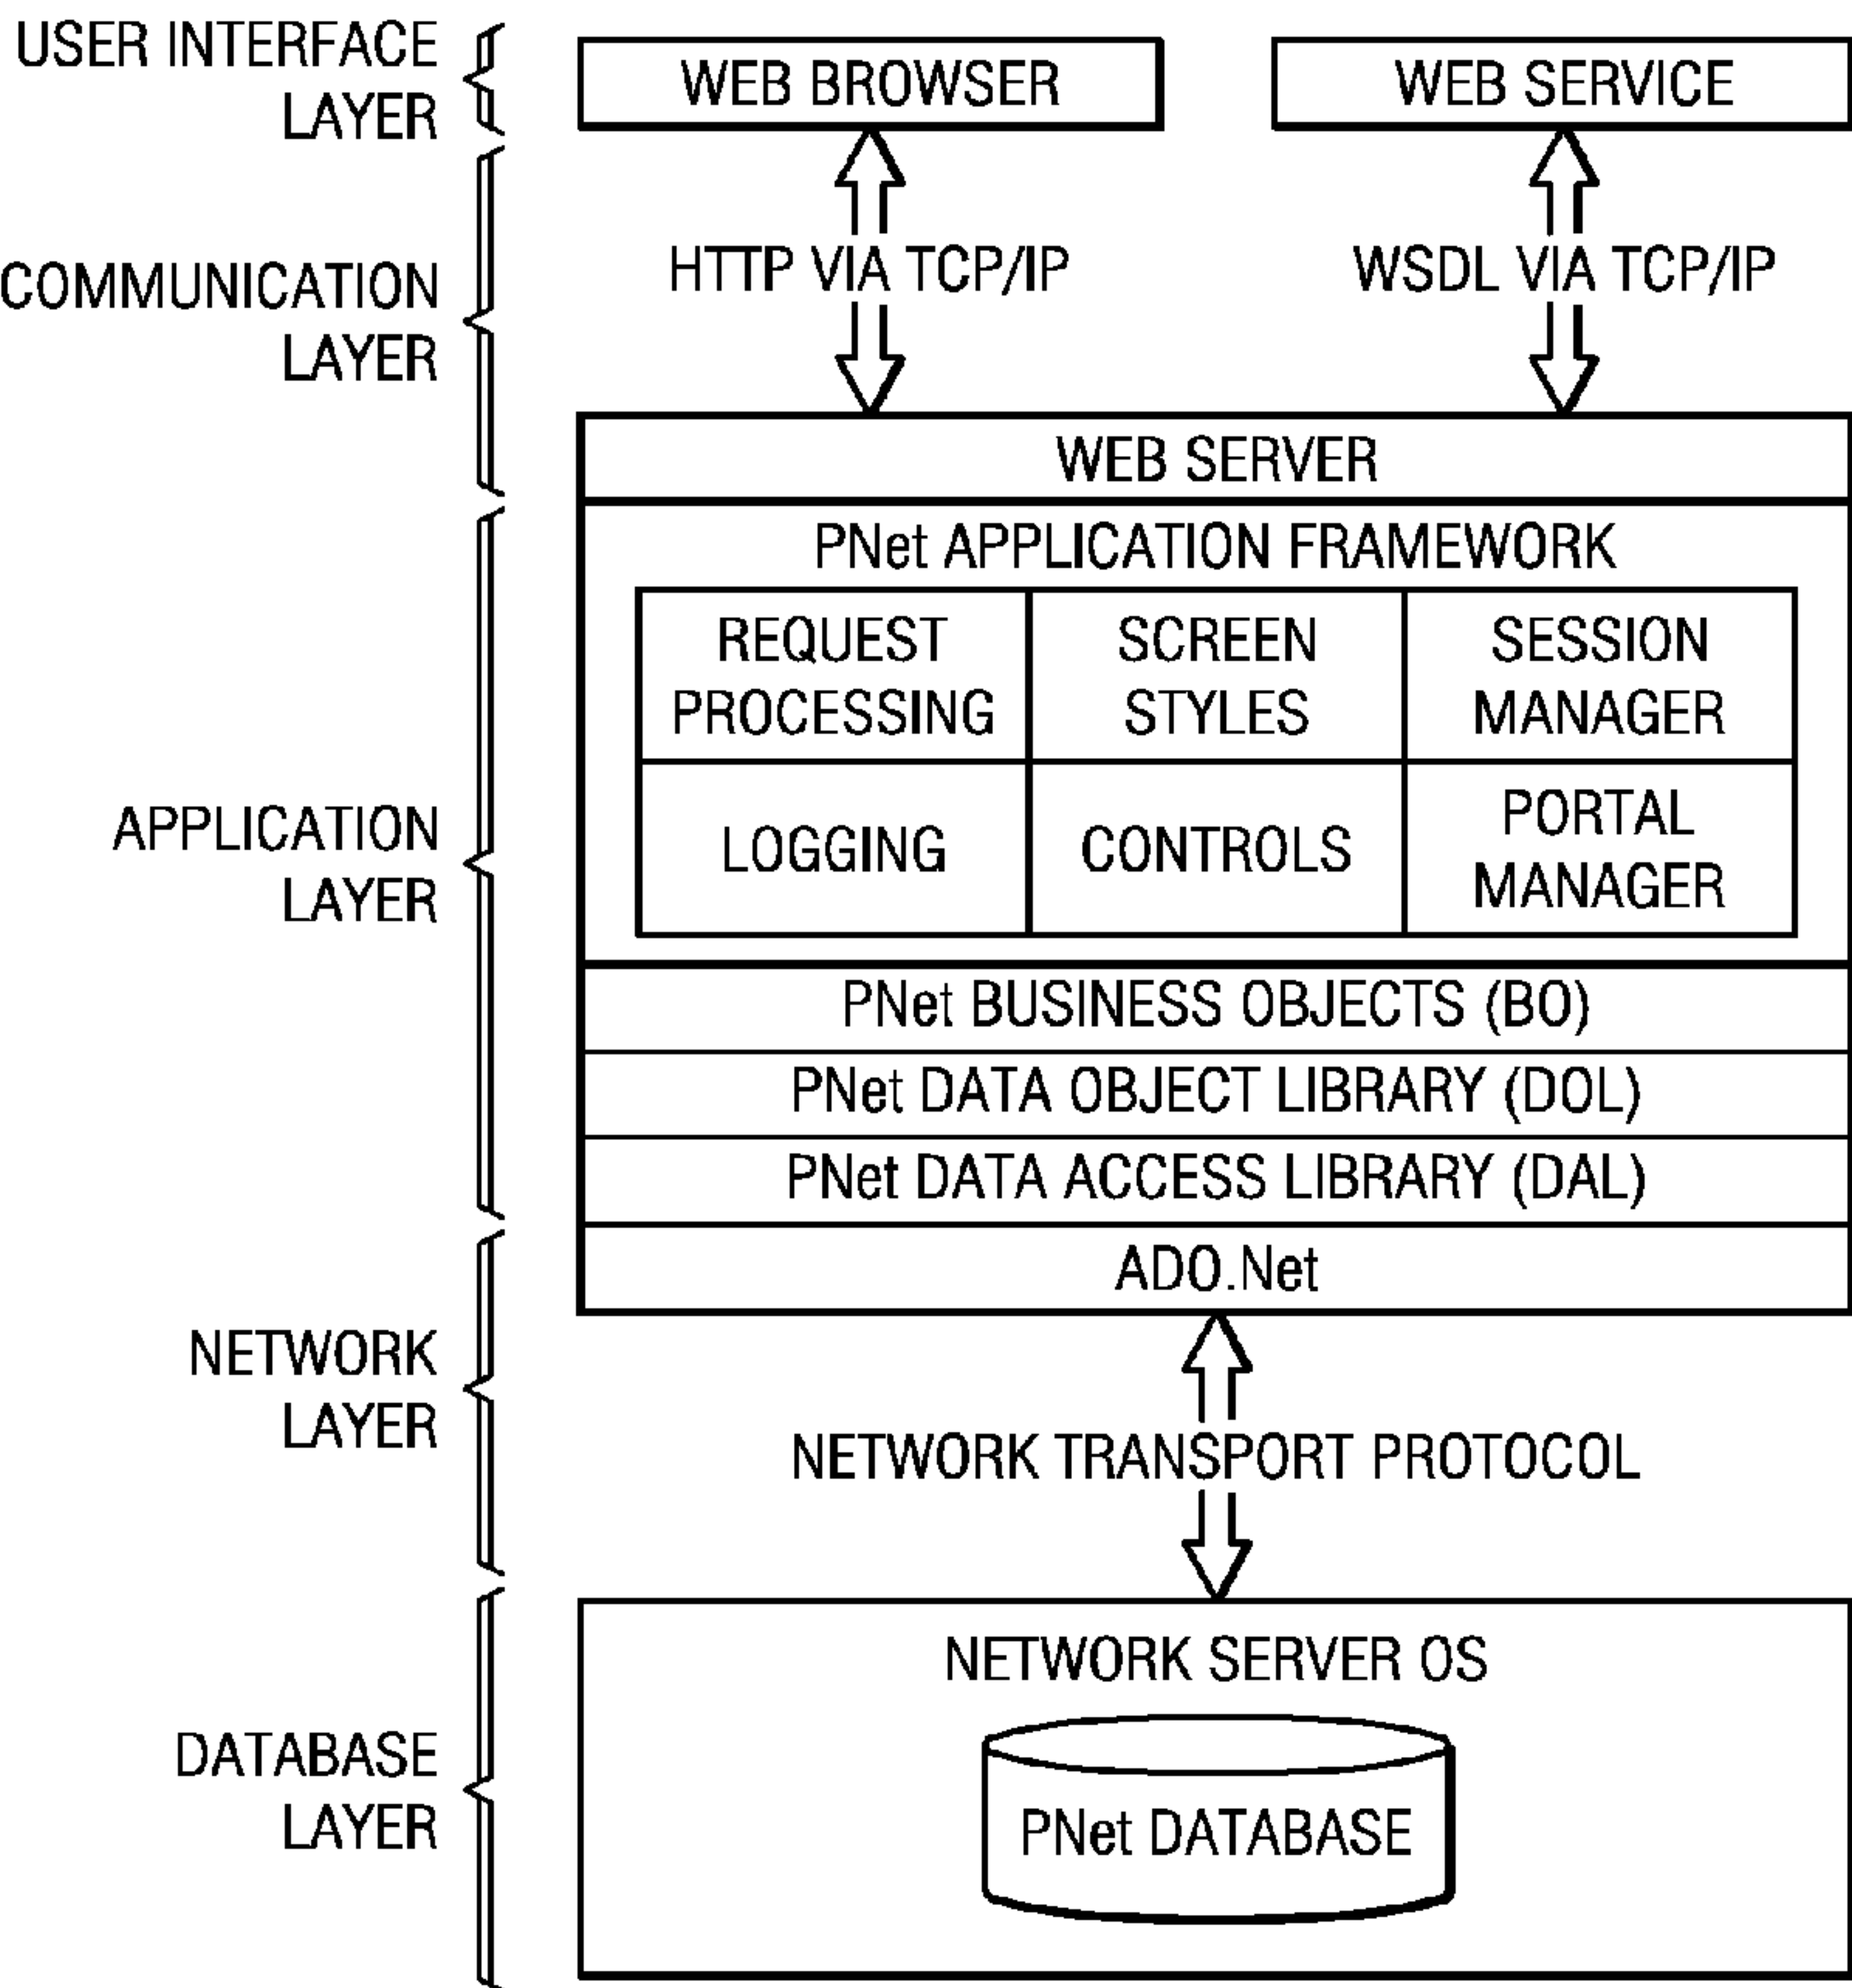 USER INTERFACE
LAYER
WEB BROWSER
WEB SERVICE
COMMUNICATION
LAYER
HTTP VIA TCP/IP
WSDL VIA TCP/IP
WEB SERVER
APPLICATION
LAYER
PNet APPLICATION FRAMEWORK
REQUEST
PROCESSING
SCREEN
STYLES
SESSION
MANAGER
LOGGING
CONTROLS
PORTAL
MANAGER
PNet BUSINESS OBJECTS (BO)
PNet DATA OBJECT LIBRARY (DOL)
PNet DATA ACCESS LIBRARY (DAL)
ADO.Net
NETWORK
LAYER
NETWORK TRANSPORT PROTOCOL
DATABASE
LAYER
NETWORK SERVER OS
PNet DATABASE